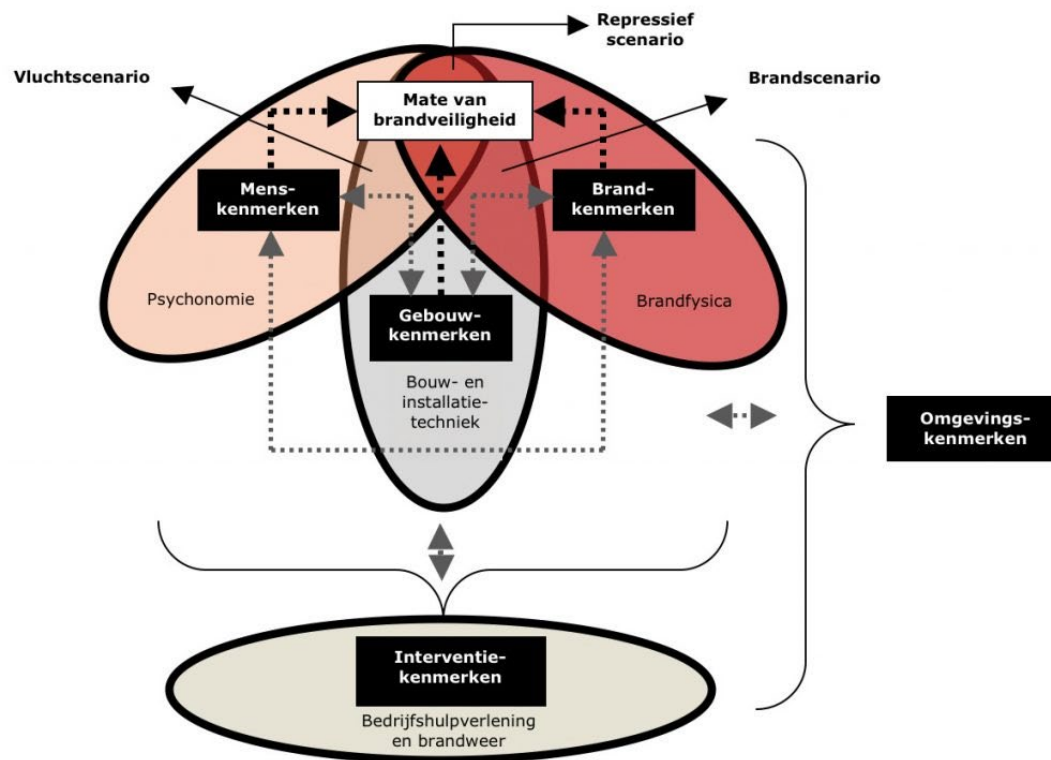 Repressief
scenario
Vluchtscenario
Brandscenario
Mate van
brandveiligheid
Mens-
kenmerken
Brand-
kenmerken
Psychonomie
Brandfysica
Gebouw-
kenmerken
Bouw- en
installatie-
techniek
Omgevings-
kenmerken
Interventie-
kenmerken
Bedrijfshulpverlening
en brandweer